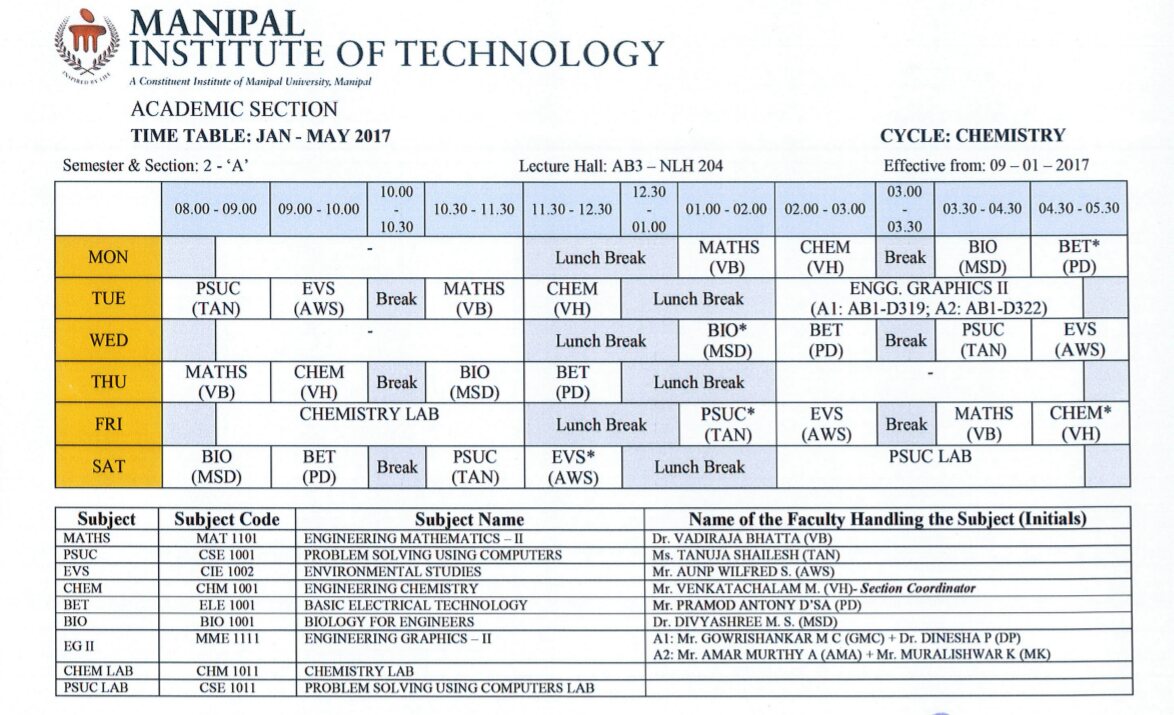 MANIPAL
INSTITUTE OF TECHNOLOGY
INSPIRED BY LIFE
A Constituent Institute of Manipal University, Manipal
ACADEMIC SECTION
TIME TABLE: JAN - MAY 2017 CYCLE: CHEMISTRY
Semester & Section: 2 - ‘A’ Lecture Hall: AB3 – NLH 204 Effective from: 09 – 01 – 2017
08.00 - 09.00 09.00 - 10.00 10.00 - 10.30 10.30 - 11.30 11.30 - 12.30 12.30 - 01.00 01.00 - 02.00 02.00 - 03.00 03.00 - 03.30 03.30 - 04.30 04.30 - 05.30
MON - Lunch Break MATHS (VB) CHEM (VH) Break BIO (MSD) BET* (PD)
TUE PSUC (TAN) EVS (AWS) Break MATHS (VB) CHEM (VH) Lunch Break ENGG. GRAPHICS II (A1: AB1-D319; A2: AB1-D322)
WED - Lunch Break BIO* (MSD) BET (PD) Break PSUC (TAN) EVS (AWS)
THU MATHS (VB) CHEM (VH) Break BIO (MSD) BET (PD) Lunch Break -
FRI CHEMISTRY LAB Lunch Break PSUC* (TAN) EVS (AWS) Break MATHS (VB) CHEM* (VH)
SAT BIO (MSD) BET (PD) Break PSUC (TAN) EVS* (AWS) Lunch Break PSUC LAB
Subject Subject Code Subject Name Name of the Faculty Handling the Subject (Initials)
MATHS MAT 1101 ENGINEERING MATHEMATICS – II Dr. VADIRAJA BHATTA (VB)
PSUC CSE 1001 PROBLEM SOLVING USING COMPUTERS Ms. TANUJA SHAILESH (TAN)
EVS CIE 1002 ENVIRONMENTAL STUDIES Mr. AUNP WILFRED S. (AWS)
CHEM CHM 1001 ENGINEERING CHEMISTRY Mr. VENKATACHALAM M. (VH)- Section Coordinator
BET ELE 1001 BASIC ELECTRICAL TECHNOLOGY Mr. PRAMOD ANTONY D’SA (PD)
BIO BIO 1001 BIOLOGY FOR ENGINEERS Dr. DIVYASHREE M. S. (MSD)
EG II MME 1111 ENGINEERING GRAPHICS – II A1: Mr. GOWRISHANKAR M C (GMC) + Dr. DINESHA P (DP)
A2: Mr. AMAR MURTHY A (AMA) + Mr. MURALISHWAR K (MK)
CHEM LAB CHM 1011 CHEMISTRY LAB
PSUC LAB CSE 1011 PROBLEM SOLVING USING COMPUTERS LAB